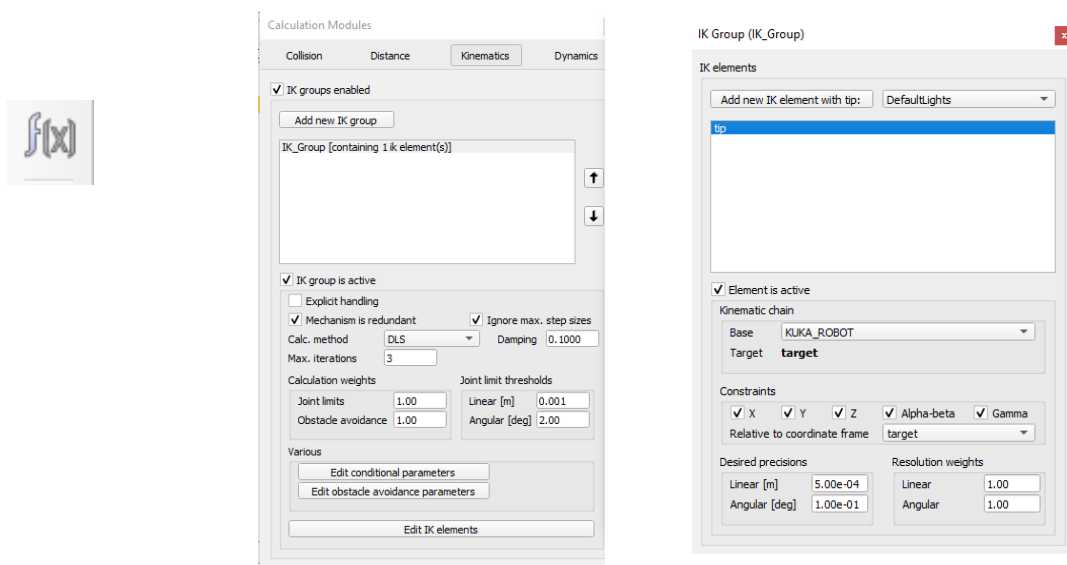 f(x)
Calculation Modules
Collision Distance Kinematics Dynamics
IK groups enabled
Add new IK group
IK_Group [containing 1 ik element(s)]
IK group is active
Explicit handling
Mechanism is redundant Ignore max. step sizes
Calc. method DLS Damping 0.1000
Max. iterations 3
Calculation weights Joint limit thresholds
Joint limits 1.00 Linear [m] 0.001
Obstacle avoidance 1.00 Angular [deg] 2.00
Various
Edit conditional parameters
Edit obstacle avoidance parameters
Edit IK elements
IK Group (IK_Group) x
IK elements
Add new IK element with tip: DefaultLights
tip
Element is active
Kinematic chain
Base KUKA_ROBOT
Target target
Constraints
X Y Z Alpha-beta Gamma
Relative to coordinate frame target
Desired precisions Resolution weights
Linear [m] 5.00e-04 Linear 1.00
Angular [deg] 1.00e-01 Angular 1.00